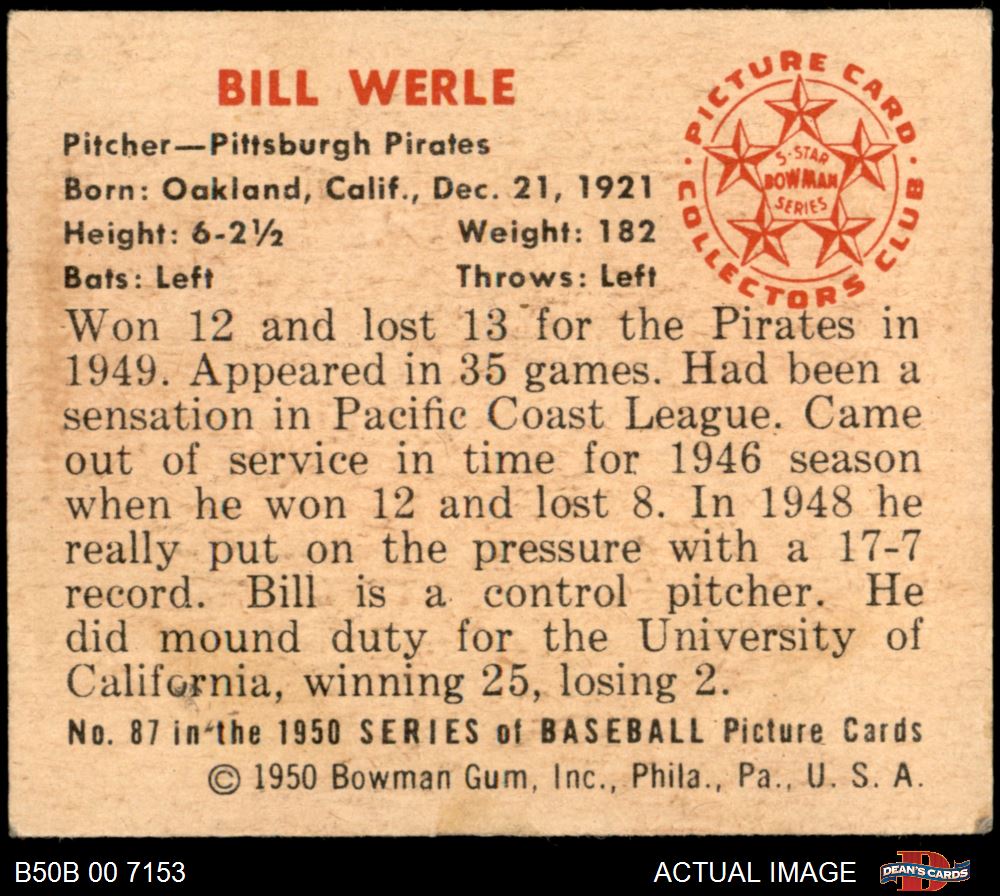 BILL WERLE
Pitcher—Pittsburgh Pirates
Born: Oakland, Calif., Dec. 21, 1921
Height: 6-2½ Weight: 182
Bats: Left Throws: Left
PICTURE CARD
COLLECTORS CLUB
5-STAR
BOWMAN
SERIES
Won 12 and lost 13 for the Pirates in
1949. Appeared in 35 games. Had been a
sensation in Pacific Coast League. Came
out of service in time for 1946 season
when he won 12 and lost 8. In 1948 he
really put on the pressure with a 17-7
record. Bill is a control pitcher. He
did mound duty for the University of
California, winning 25, losing 2.
No. 87 in the 1950 SERIES of BASEBALL Picture Cards
© 1950 Bowman Gum, Inc., Phila., Pa., U. S. A.
B50B 00 7153 ACTUAL IMAGE
D
DEAN'S CARDS